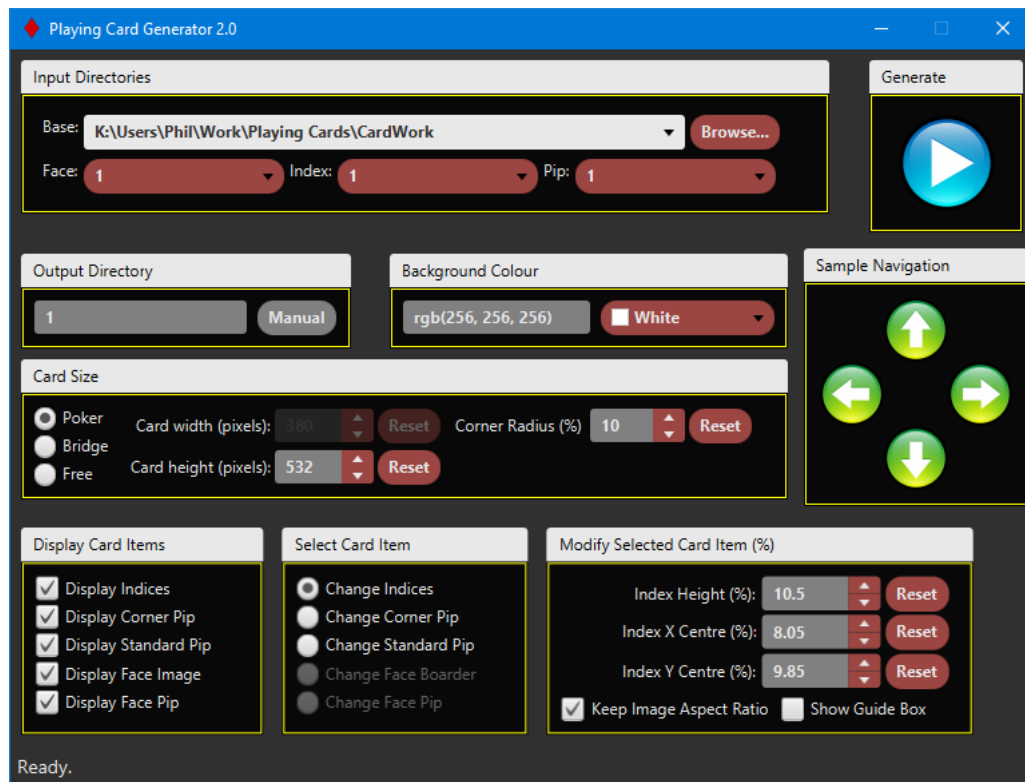 Playing Card Generator 2.0
Input Directories
Generate
Base: K:\Users\Phil\Work\Playing Cards\CardWork Browse...
Face: 1 Index: 1 Pip: 1
Output Directory
Background Colour
Sample Navigation
1 Manual
rgb(256, 256, 256) White
Card Size
Poker
Bridge
Free
Card width (pixels): 380 Reset Corner Radius (%) 10 Reset
Card height (pixels): 532 Reset
Display Card Items
Display Indices
Display Corner Pip
Display Standard Pip
Display Face Image
Display Face Pip
Select Card Item
Change Indices
Change Corner Pip
Change Standard Pip
Change Face Boarder
Change Face Pip
Modify Selected Card Item (%)
Index Height (%): 10.5 Reset
Index X Centre (%): 8.05 Reset
Index Y Centre (%): 9.85 Reset
Keep Image Aspect Ratio Show Guide Box
Ready.